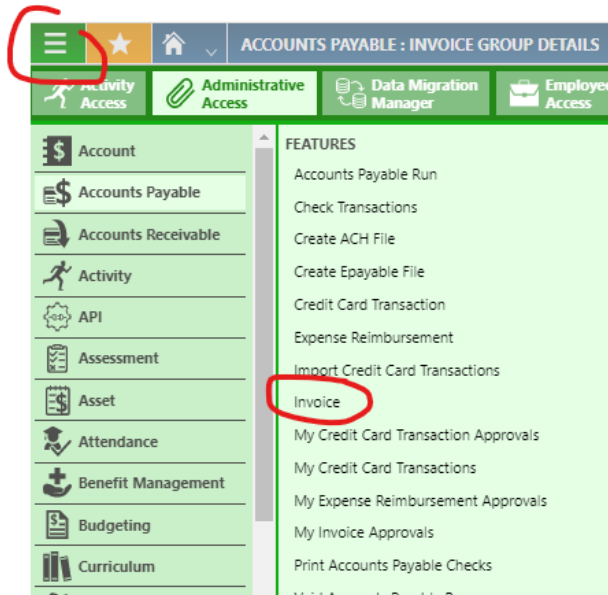 ACCOUNTS PAYABLE : INVOICE GROUP DETAILS
Activity Access
Administrative Access
Data Migration Manager
Employee Access
Account
Accounts Payable
Accounts Receivable
Activity
API
Assessment
Asset
Attendance
Benefit Management
Budgeting
Curriculum
FEATURES
Accounts Payable Run
Check Transactions
Create ACH File
Create Epayable File
Credit Card Transaction
Expense Reimbursement
Import Credit Card Transactions
Invoice
My Credit Card Transaction Approvals
My Credit Card Transactions
My Expense Reimbursement Approvals
My Invoice Approvals
Print Accounts Payable Checks